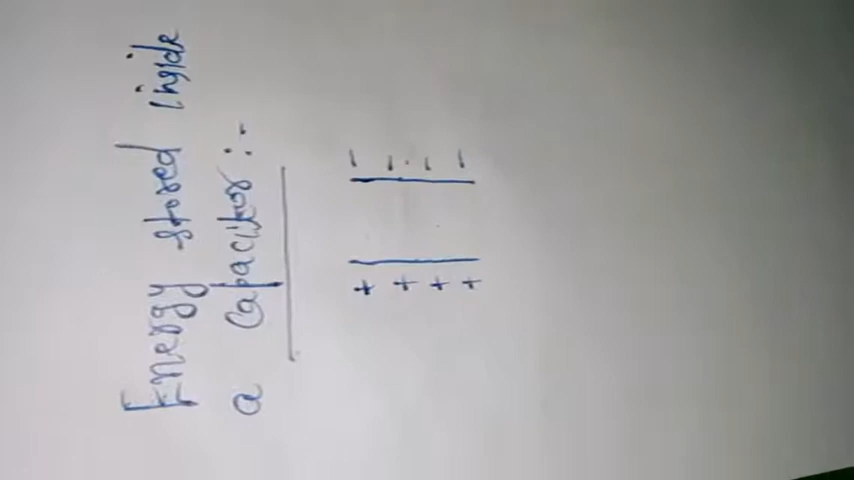 Energy stored inside
a Capacitor :-
+ -
+ -
+ -
+ -